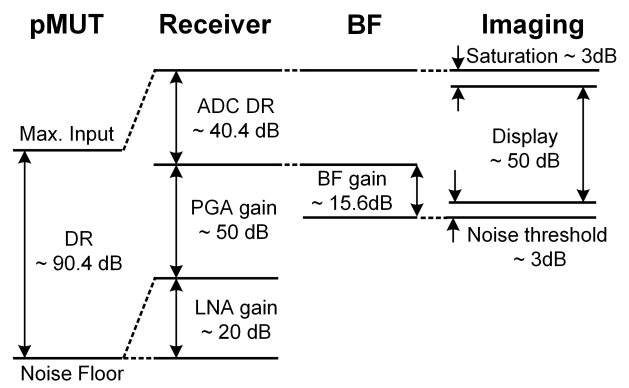 pMUT Receiver BF Imaging
Saturation ~ 3dB
ADC DR
~ 40.4 dB
Max. Input
Display
~ 50 dB
BF gain
~ 15.6dB
PGA gain
~ 50 dB
DR
~ 90.4 dB
Noise threshold
~ 3dB
LNA gain
~ 20 dB
Noise Floor